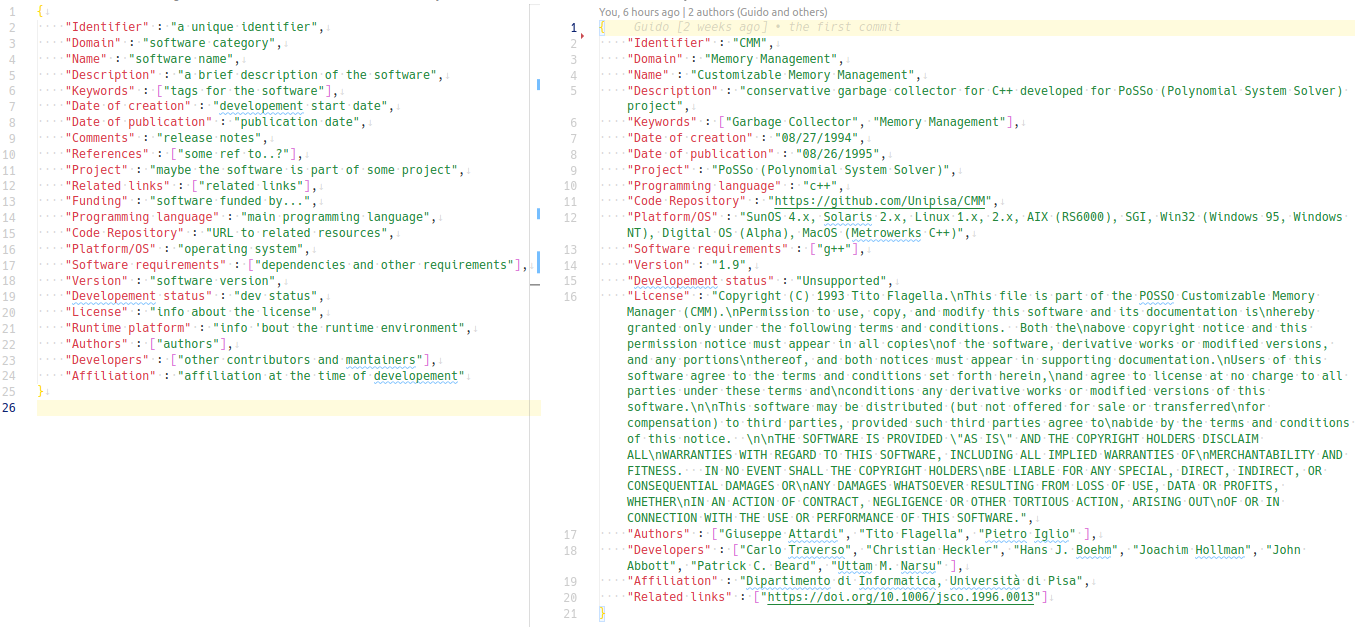 1 {
2 "Identifier" : "a unique identifier",
3 "Domain" : "software category",
4 "Name" : "software name",
5 "Description" : "a brief description of the software",
6 "Keywords" : ["tags for the software"],
7 "Date of creation" : "developement start date",
8 "Date of publication" : "publication date",
9 "Comments" : "release notes",
10 "References" : ["some ref to..?"],
11 "Project" : "maybe the software is part of some project",
12 "Related links" : ["related links"],
13 "Funding" : "software funded by...",
14 "Programming language" : "main programming language",
15 "Code Repository" : "URL to related resources",
16 "Platform/OS" : "operating system",
17 "Software requirements" : ["dependencies and other requirements"],
18 "Version" : "software version",
19 "Developement status" : "dev status",
20 "License" : "info about the license",
21 "Runtime platform" : "info 'bout the runtime environment",
22 "Authors" : ["authors"],
23 "Developers" : ["other contributors and mantainers"],
24 "Affiliation" : "affiliation at the time of developement"
25 }
26
You, 6 hours ago | 2 authors (Guido and others)
1 { Guido [2 weeks ago] • the first commit
2 "Identifier" : "CMM",
3 "Domain" : "Memory Management",
4 "Name" : "Customizable Memory Management",
5 "Description" : "conservative garbage collector for C++ developed for PoSSo (Polynomial System Solver)
project",
6 "Keywords" : ["Garbage Collector", "Memory Management"],
7 "Date of creation" : "08/27/1994",
8 "Date of publication" : "08/26/1995",
9 "Project" : "PoSSo (Polynomial System Solver)",
10 "Programming language" : "c++",
11 "Code Repository" : "https://github.com/Unipisa/CMM",
12 "Platform/OS" : "SunOS 4.x, Solaris 2.x, Linux 1.x, 2.x, AIX (RS6000), SGI, Win32 (Windows 95, Windows
NT), Digital OS (Alpha), MacOS (Metrowerks C++)",
13 "Software requirements" : ["g++"],
14 "Version" : "1.9",
15 "Developement status" : "Unsupported",
16 "License" : "Copyright (C) 1993 Tito Flagella.\nThis file is part of the POSSO Customizable Memory
Manager (CMM).\nPermission to use, copy, and modify this software and its documentation is\nhereby
granted only under the following terms and conditions.  Both the\nabove copyright notice and this
permission notice must appear in all copies\nof the software, derivative works or modified versions,
and any portions\nthereof, and both notices must appear in supporting documentation.\nUsers of this
software agree to the terms and conditions set forth herein,\nand agree to license at no charge to all
parties under these terms and\nconditions any derivative works or modified versions of this
software.\n\nThis software may be distributed (but not offered for sale or transferred\nfor
compensation) to third parties, provided such third parties agree to\nabide by the terms and conditions
of this notice.  \n\nTHE SOFTWARE IS PROVIDED \"AS IS\" AND THE COPYRIGHT HOLDERS DISCLAIM
ALL\nWARRANTIES WITH REGARD TO THIS SOFTWARE, INCLUDING ALL IMPLIED WARRANTIES OF\nMERCHANTABILITY AND
FITNESS.   IN NO EVENT SHALL THE COPYRIGHT HOLDERS\nBE LIABLE FOR ANY SPECIAL, DIRECT, INDIRECT, OR
CONSEQUENTIAL DAMAGES OR\nANY DAMAGES WHATSOEVER RESULTING FROM LOSS OF USE, DATA OR PROFITS,
WHETHER\nIN AN ACTION OF CONTRACT, NEGLIGENCE OR OTHER TORTIOUS ACTION, ARISING OUT\nOF OR IN
CONNECTION WITH THE USE OR PERFORMANCE OF THIS SOFTWARE.",
17 "Authors" : ["Giuseppe Attardi", "Tito Flagella", "Pietro Iglio" ],
18 "Developers" : ["Carlo Traverso", "Christian Heckler", "Hans J. Boehm", "Joachim Hollman", "John
Abbott", "Patrick C. Beard", "Uttam M. Narsu" ],
19 "Affiliation" : "Dipartimento di Informatica, Università di Pisa",
20 "Related links" : ["https://doi.org/10.1006/jsco.1996.0013"]
21 }